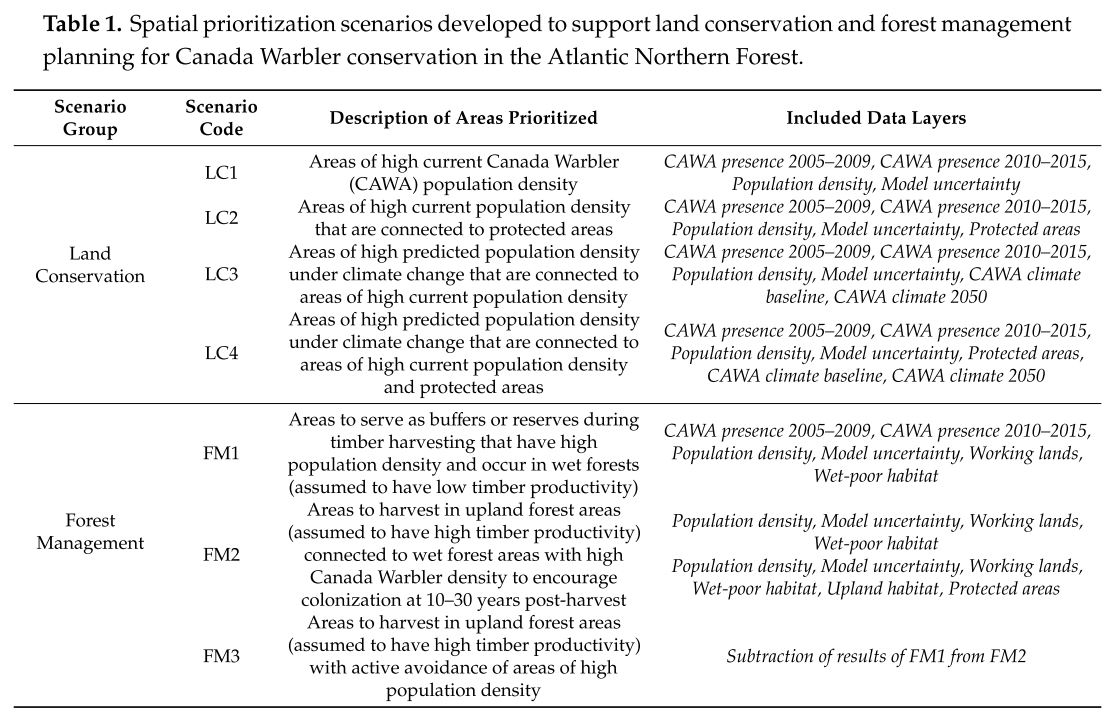 Table 1. Spatial prioritization scenarios developed to support land conservation and forest management
planning for Canada Warbler conservation in the Atlantic Northern Forest.
Scenario
Group
Scenario
Code
Description of Areas Prioritized
Included Data Layers
Land
Conservation
LC1
Areas of high current Canada Warbler
(CAWA) population density
CAWA presence 2005–2009, CAWA presence 2010–2015,
Population density, Model uncertainty
LC2
Areas of high current population density
that are connected to protected areas
CAWA presence 2005–2009, CAWA presence 2010–2015,
Population density, Model uncertainty, Protected areas
LC3
Areas of high predicted population density
under climate change that are connected to
areas of high current population density
CAWA presence 2005–2009, CAWA presence 2010–2015,
Population density, Model uncertainty, CAWA climate
baseline, CAWA climate 2050
LC4
Areas of high predicted population density
under climate change that are connected to
areas of high current population density
and protected areas
CAWA presence 2005–2009, CAWA presence 2010–2015,
Population density, Model uncertainty, Protected areas,
CAWA climate baseline, CAWA climate 2050
Forest
Management
FM1
Areas to serve as buffers or reserves during
timber harvesting that have high
population density and occur in wet forests
(assumed to have low timber productivity)
CAWA presence 2005–2009, CAWA presence 2010–2015,
Population density, Model uncertainty, Working lands,
Wet-poor habitat
FM2
Areas to harvest in upland forest areas
(assumed to have high timber productivity)
connected to wet forest areas with high
Canada Warbler density to encourage
colonization at 10–30 years post-harvest
Population density, Model uncertainty, Working lands,
Wet-poor habitat
Population density, Model uncertainty, Working lands,
Wet-poor habitat, Upland habitat, Protected areas
FM3
Areas to harvest in upland forest areas
(assumed to have high timber productivity)
with active avoidance of areas of high
population density
Subtraction of results of FM1 from FM2